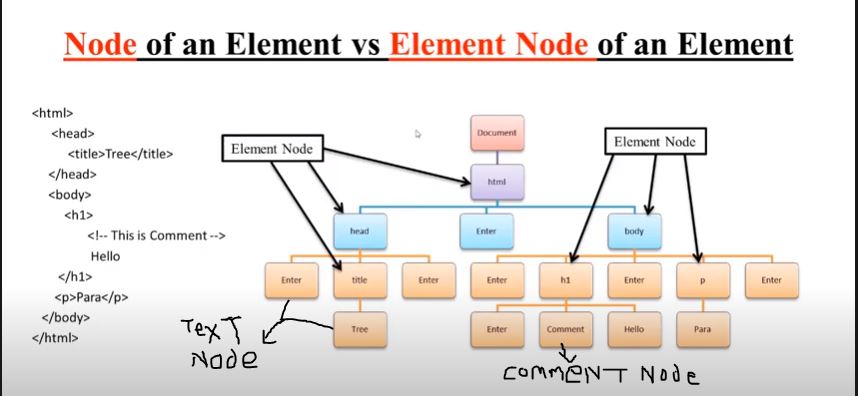 Node of an Element vs Element Node of an Element
<html>
<head>
<title>Tree</title>
</head>
<body>
<h1>
<!-- This is Comment -->
Hello
</h1>
<p>Para</p>
</body>
</html>
Element Node
Document
Element Node
html
head
Enter
body
Enter
title
Enter
Enter
h1
Enter
p
Enter
Tree
Enter
Comment
Hello
Para
TexT
Node
CommENT Node